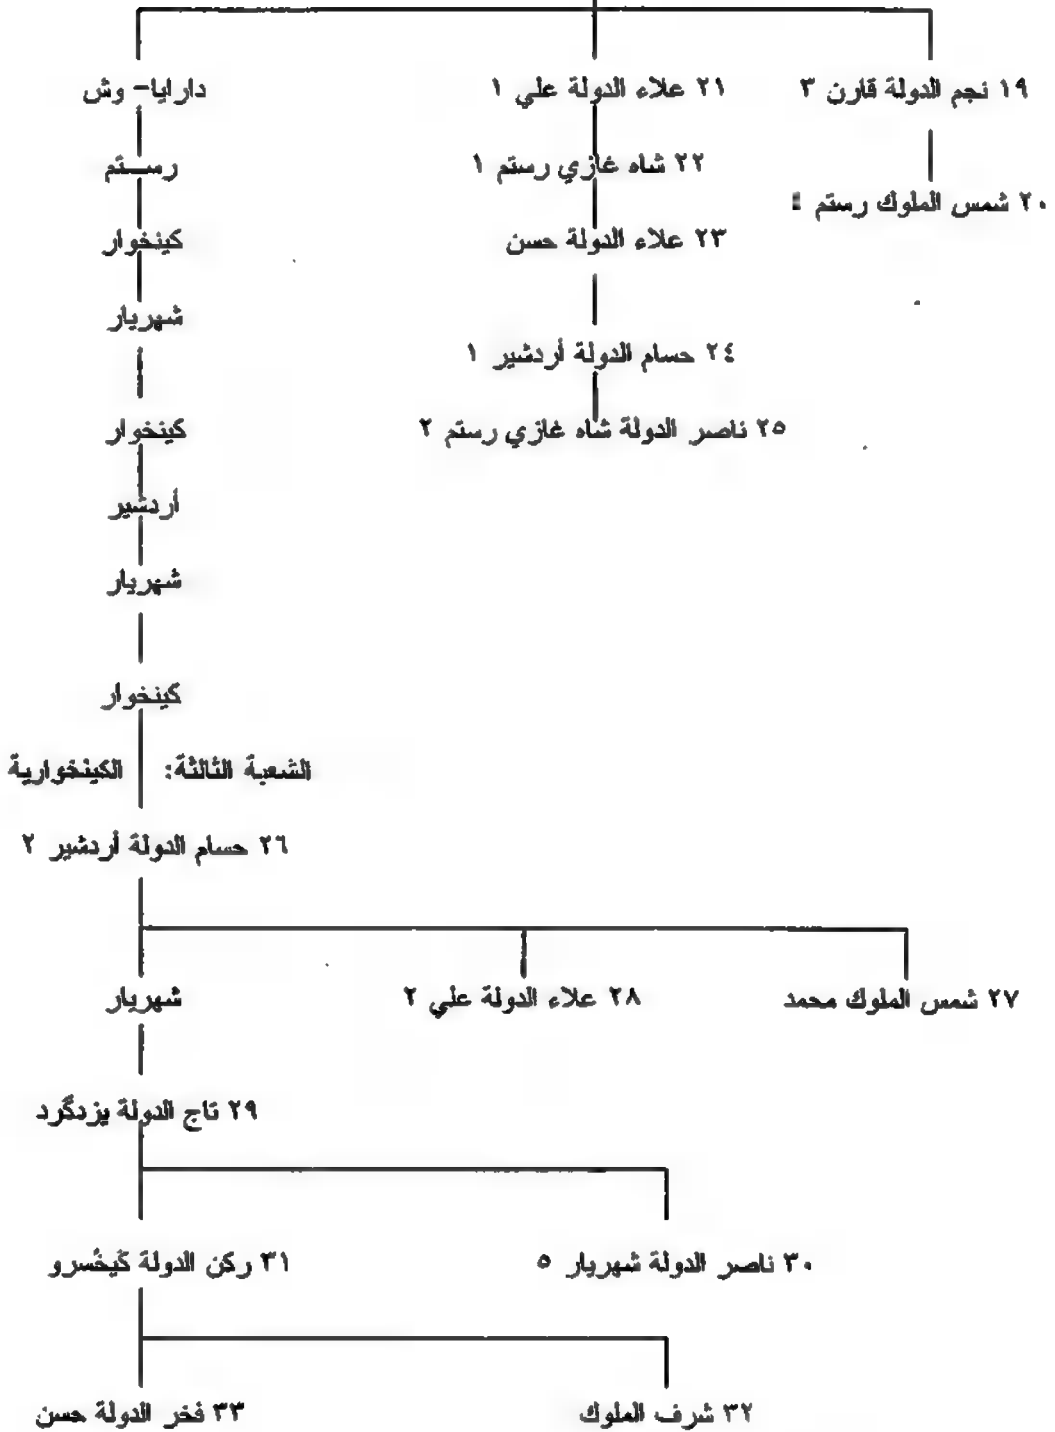 ١٩ نجم الدولة قارن ٣
٢١ علاء الدولة علي ١
دارايا- وش
٢٢ شاه غازي رستم ١
رستم
٢٠ شمس الملوك رستم
٢٣ علاء الدولة حسن
كينخوار
شهريار
٢٤ حسام الدولة أردشير ١
٢٥ ناصر الدولة شاه غازي رستم ٢
كينخوار
أردشير
شهريار
كينخوار
الشعبة الثالثة: الكينخوارية
٢٦ حسام الدولة أردشير ٢
٢٧ شمس الملوك محمد
٢٨ علاء الدولة علي ٢
شهريار
٢٩ تاج الدولة يزدگرد
٣٠ ناصر الدولة شهريار ٥
٣١ ركن الدولة كيخسرو
٣٢ شرف الملوك
٣٣ فخر الدولة حسن